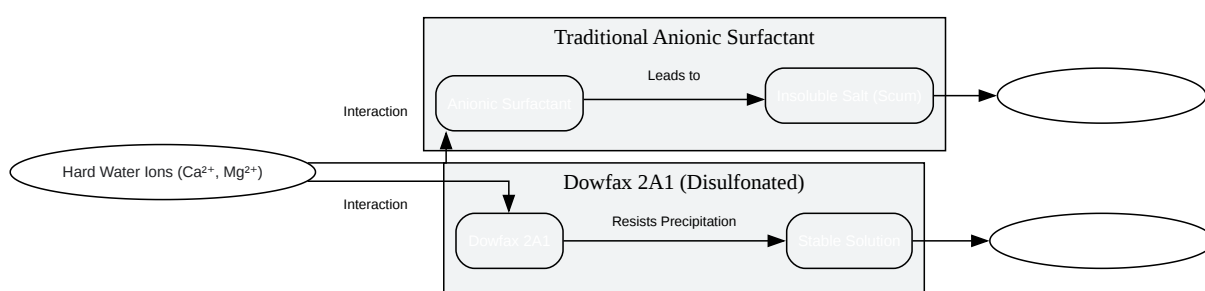 Traditional Anionic Surfactant
Leads to
Anionic Surfactant
Insoluble Salt (Scum)
Interaction
Hard Water Ions (Ca²⁺, Mg²⁺)
Dowfax 2A1 (Disulfonated)
Interaction
Resists Precipitation
Dowfax 2A1
Stable Solution